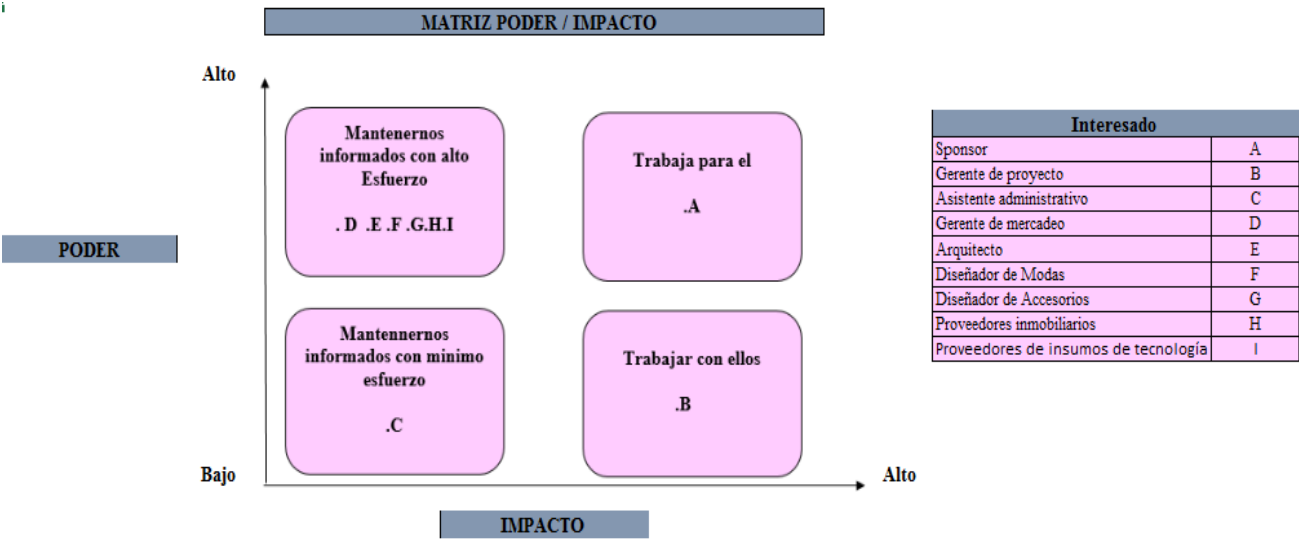 i
MATRIZ PODER / IMPACTO
Alto
Mantenernos
informados con alto
Esfuerzo
. D .E .F .G.H.I
Trabaja para el
.A
PODER
Mantennernos
informados con minimo
esfuerzo
.C
Trabajar con ellos
.B
Bajo
Alto
IMPACTO
Interesado
Sponsor A
Gerente de proyecto B
Asistente administrativo C
Gerente de mercadeo D
Arquitecto E
Diseñador de Modas F
Diseñador de Accesorios G
Proveedores inmobiliarios H
Proveedores de insumos de tecnología I